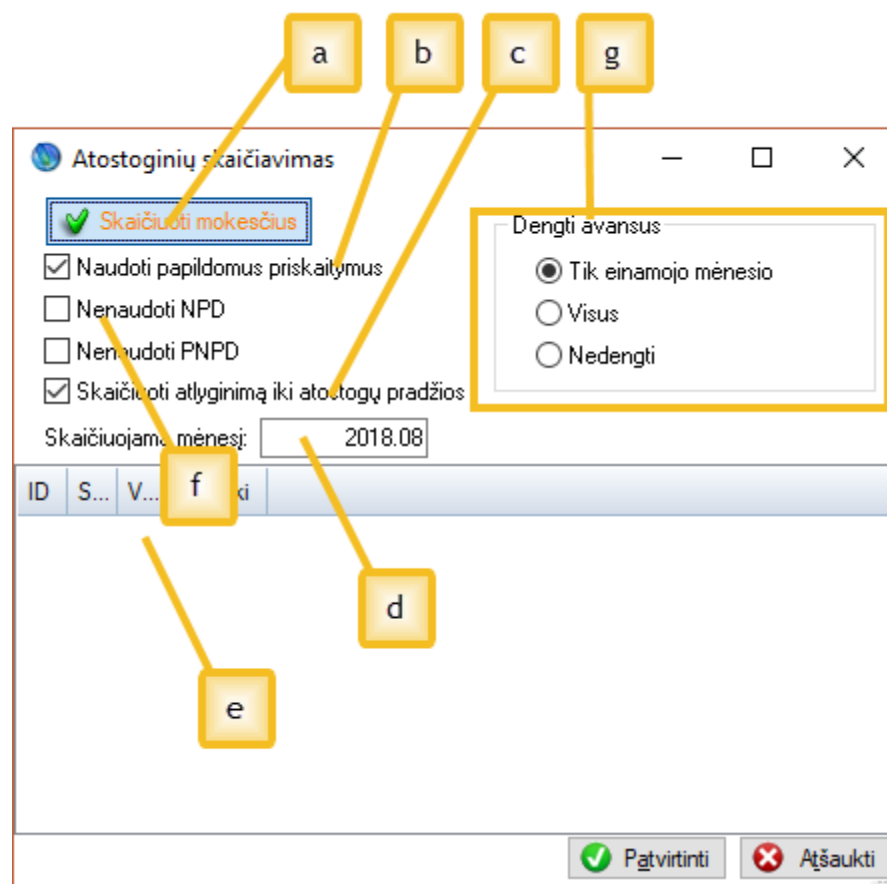 a b c g
Atostoginių skaičiavimas
Skaičiuoti mokesčius
Naudoti papildomus priskaitymus
Nenaudoti NPD
Nenaudoti PNPD
Skaičiuoti atlyginimą iki atostogų pradžios
Skaičiuojama mėnesį: 2018.08
Dengti avansus
Tik einamojo mėnesio
Visus
Nedengti
ID S... V... f
d
e
Patvirtinti Atšaukti